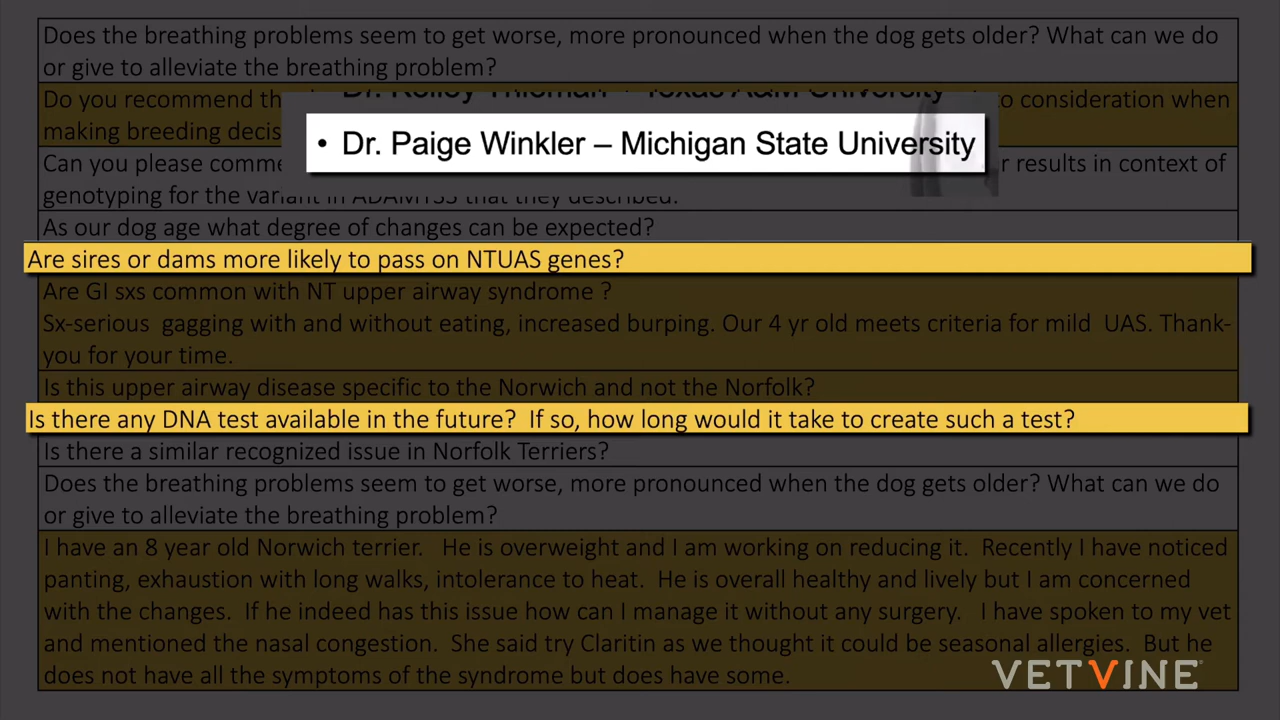 Does the breathing problems seem to get worse, more pronounced when the dog gets older? What can we do
or give to alleviate the breathing problem?
Do you recommend to consideration when
making breeding
• Dr. Paige Winkler – Michigan State University
Can you please results in context of
genotyping for the variant in ADAMTS3 that they described.
As our dog age what degree of changes can be expected?
Are sires or dams more likely to pass on NTUAS genes?
Are GI sxs common with NT upper airway syndrome ?
Sx-serious gagging with and without eating, increased burping. Our 4 yr old meets criteria for mild UAS. Thank-
you for your time.
Is this upper airway disease specific to the Norwich and not the Norfolk?
Is there any DNA test available in the future? If so, how long would it take to create such a test?
Is there a similar recognized issue in Norfolk Terriers?
Does the breathing problems seem to get worse, more pronounced when the dog gets older? What can we do
or give to alleviate the breathing problem?
I have an 8 year old Norwich terrier. He is overweight and I am working on reducing it. Recently I have noticed
panting, exhaustion with long walks, intolerance to heat. He is overall healthy and lively but I am concerned
with the changes. If he indeed has this issue how can I manage it without any surgery. I have spoken to my vet
and mentioned the nasal congestion. She said try Claritin as we thought it could be seasonal allergies. But he
does not have all the symptoms of the syndrome but does have some.
VETVINE